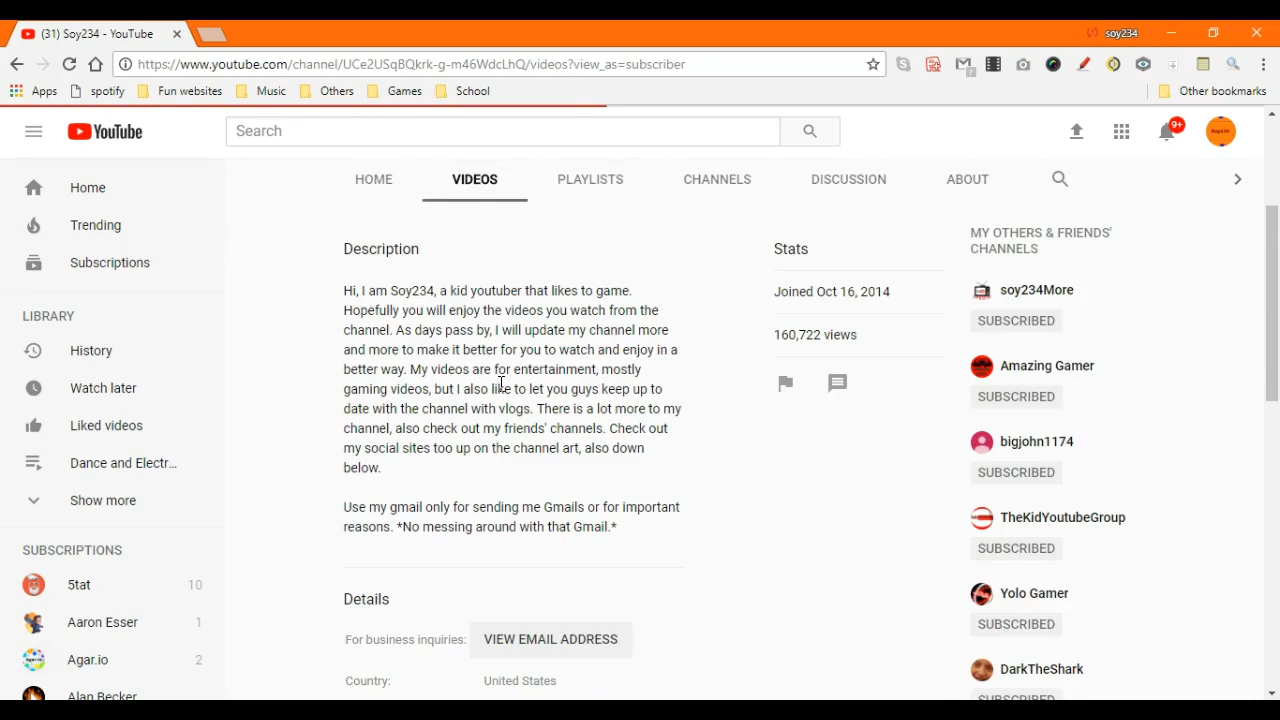 (31) Soy234 - YouTube
soy234
https://www.youtube.com/channel/UCe2USqBQkrk-g-m46WdcLhQ/videos?view_as=subscriber
Apps
spotify
Fun websites
Music
Others
Games
School
Other bookmarks
YouTube
Search
9+
Home
Trending
Subscriptions
LIBRARY
History
Watch later
Liked videos
Dance and Electr...
Show more
SUBSCRIPTIONS
5tat 10
Aaron Esser 1
Agar.io 2
Alan Becker
HOME
VIDEOS
PLAYLISTS
CHANNELS
DISCUSSION
ABOUT
Description
Hi, I am Soy234, a kid youtuber that likes to game.
Hopefully you will enjoy the videos you watch from the
channel. As days pass by, I will update my channel more
and more to make it better for you to watch and enjoy in a
better way. My videos are for entertainment, mostly
gaming videos, but I also like to let you guys keep up to
date with the channel with vlogs. There is a lot more to my
channel, also check out my friends' channels. Check out
my social sites too up on the channel art, also down
below.
Use my gmail only for sending me Gmails or for important
reasons. *No messing around with that Gmail.*
Details
For business inquiries: VIEW EMAIL ADDRESS
Country: United States
Stats
Joined Oct 16, 2014
160,722 views
MY OTHERS & FRIENDS'
CHANNELS
soy234More
SUBSCRIBED
Amazing Gamer
SUBSCRIBED
bigjohn1174
SUBSCRIBED
TheKidYoutubeGroup
SUBSCRIBED
Yolo Gamer
SUBSCRIBED
DarkTheShark
SUBSCRIBED